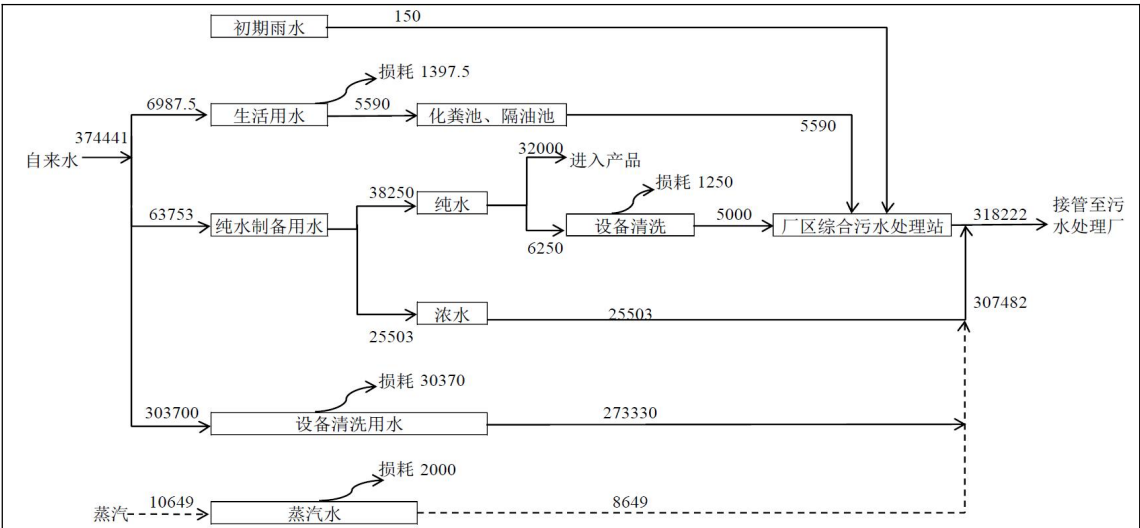 150
初期雨水
损耗 1397.5
6987.5
生活用水
5590
化粪池、隔油池
5590
374441
自来水
32000
进入产品
38250
纯水
损耗 1250
63753
纯水制备用水
6250
设备清洗
5000
厂区综合污水处理站
318222
接管至污
水处理厂
浓水
25503
25503
307482
损耗 30370
303700
设备清洗用水
273330
损耗 2000
蒸汽
10649
蒸汽水
8649